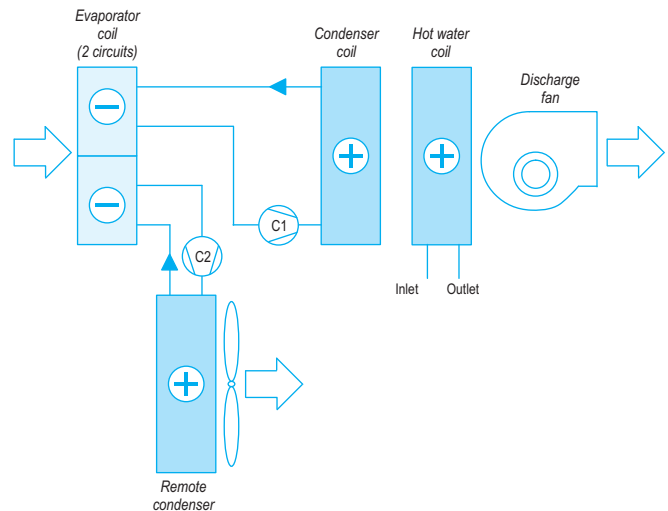 Evaporator
coil
(2 circuits)
Condenser
coil
Hot water
coil
Discharge
fan
C1
C2
Inlet
Outlet
Remote
condenser